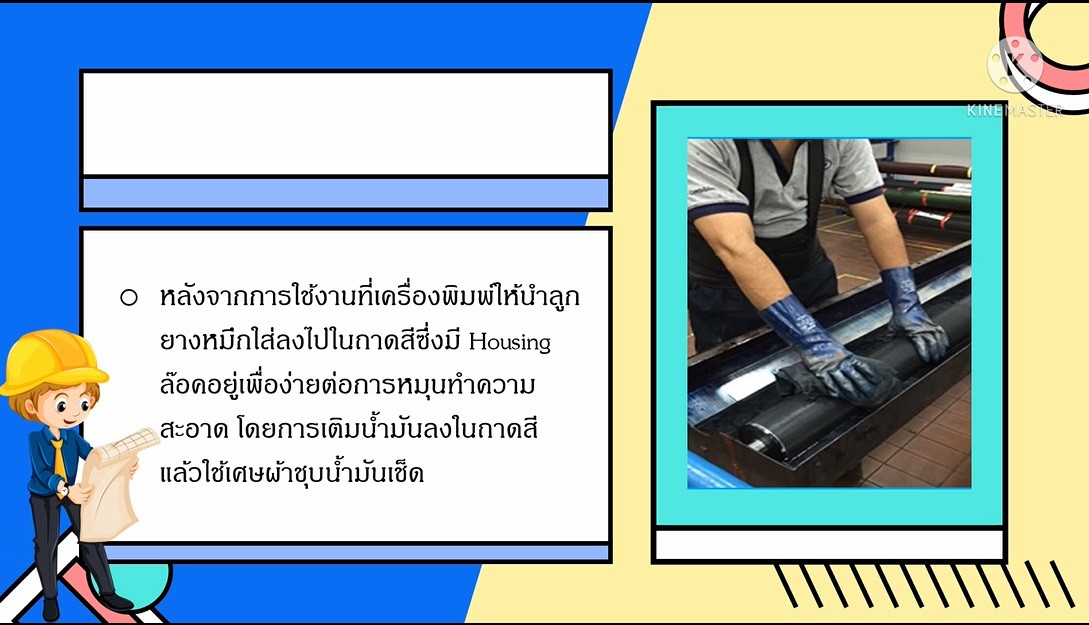 KINEMASTER
○ หลังจากการใช้งานที่เครื่องพิมพ์ให้นำลูก
ยางหมึกใส่ลงไปในถาดสีซึ่งมี Housing
ล๊อคอยู่เพื่อง่ายต่อการหมุนทำความ
สะอาด โดยการเติมน้ำมันลงในถาดสี
แล้วใช้เศษผ้าชุบน้ำมันเช็ด